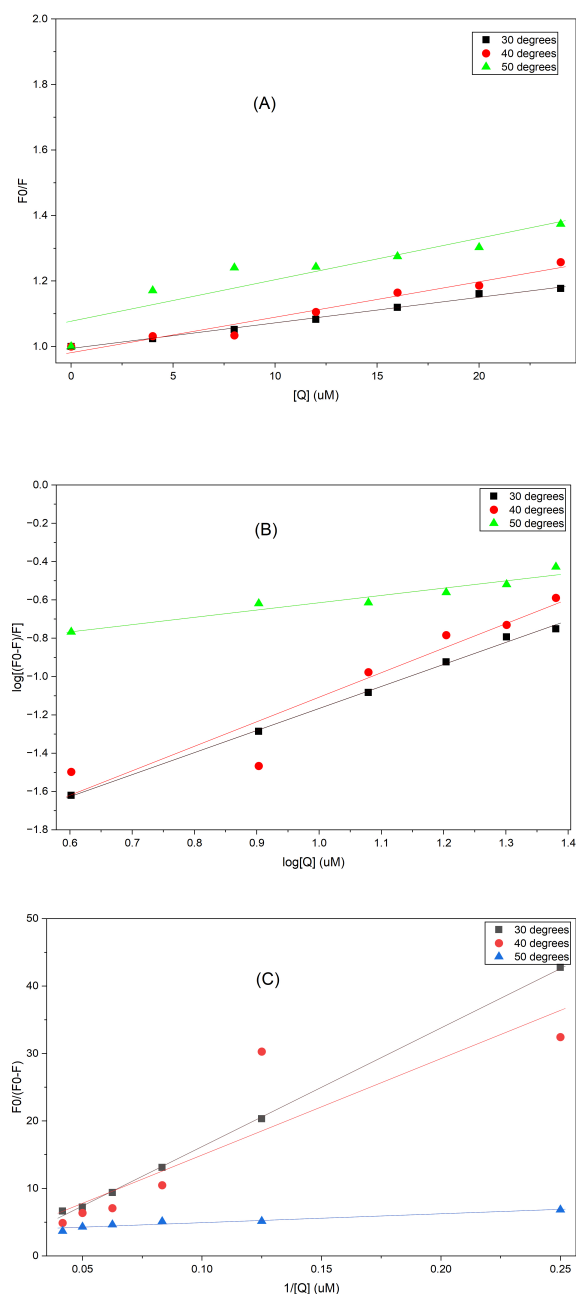 2.0
1.8
1.6
1.4
1.2
1.0
F0/F
(A)
30 degrees
40 degrees
50 degrees
0
5
10
15
20
[Q] (uM)
0.0
−0.2
−0.4
−0.6
−0.8
−1.0
−1.2
−1.4
−1.6
−1.8
log[(F0-F)/F]
(B)
30 degrees
40 degrees
50 degrees
0.6
0.7
0.8
0.9
1.0
1.1
1.2
1.3
1.4
log[Q] (uM)
50
40
30
20
10
0
F0/(F0-F)
(C)
30 degrees
40 degrees
50 degrees
0.05
0.10
0.15
0.20
0.25
1/[Q] (uM)